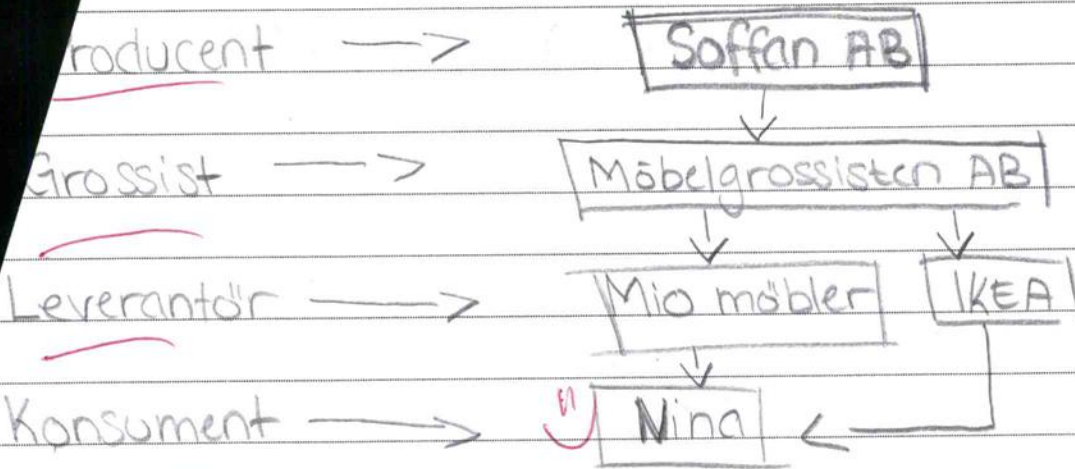 roducent → Soffan AB
Grossist → Möbelgrossisten AB
Leverantör → Mio möbler IKEA
Konsument → Nina